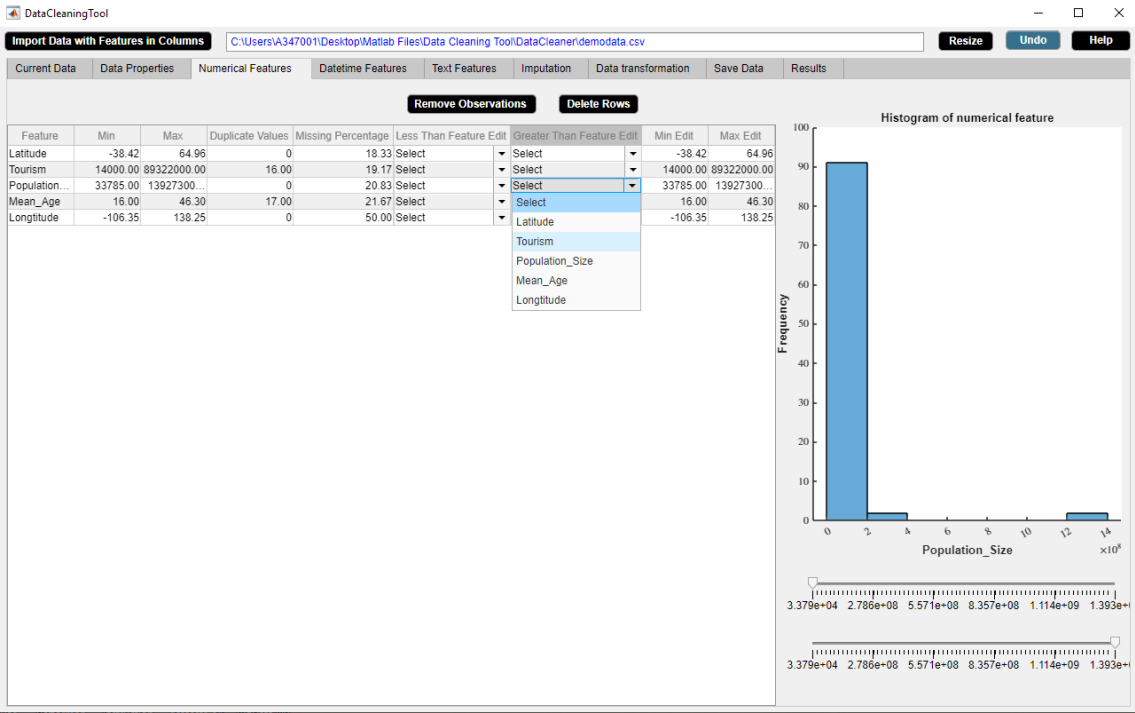 DataCleaningTool
Import Data with Features in Columns C:\Users\A347001\Desktop\Matlab Files\Data Cleaning Tool\DataCleaner\demodata.csv Resize Undo Help
Current Data Data Properties Numerical Features Datetime Features Text Features Imputation Data transformation Save Data Results
Remove Observations Delete Rows
Feature Min Max Duplicate Values Missing Percentage Less Than Feature Edit Greater Than Feature Edit Min Edit Max Edit
Latitude -38.42 64.96 0 18.33 Select Select -38.42 64.96
Tourism 14000.00 89322000.00 16.00 19.17 Select Select 14000.00 89322000.00
Population... 33785.00 13927300... 0 20.83 Select Select 33785.00 13927300...
Mean_Age 16.00 46.30 17.00 21.67 Select 16.00 46.30
Longtitude -106.35 138.25 0 50.00 Select -106.35 138.25
Select
Latitude
Tourism
Population_Size
Mean_Age
Longtitude
Histogram of numerical feature
100
90
80
70
60
50
40
30
20
10
0
Frequency
0 2 4 6 8 10 12 14
Population_Size ×10⁸
3.379e+04 2.786e+08 5.571e+08 8.357e+08 1.114e+09 1.393e+
3.379e+04 2.786e+08 5.571e+08 8.357e+08 1.114e+09 1.393e+